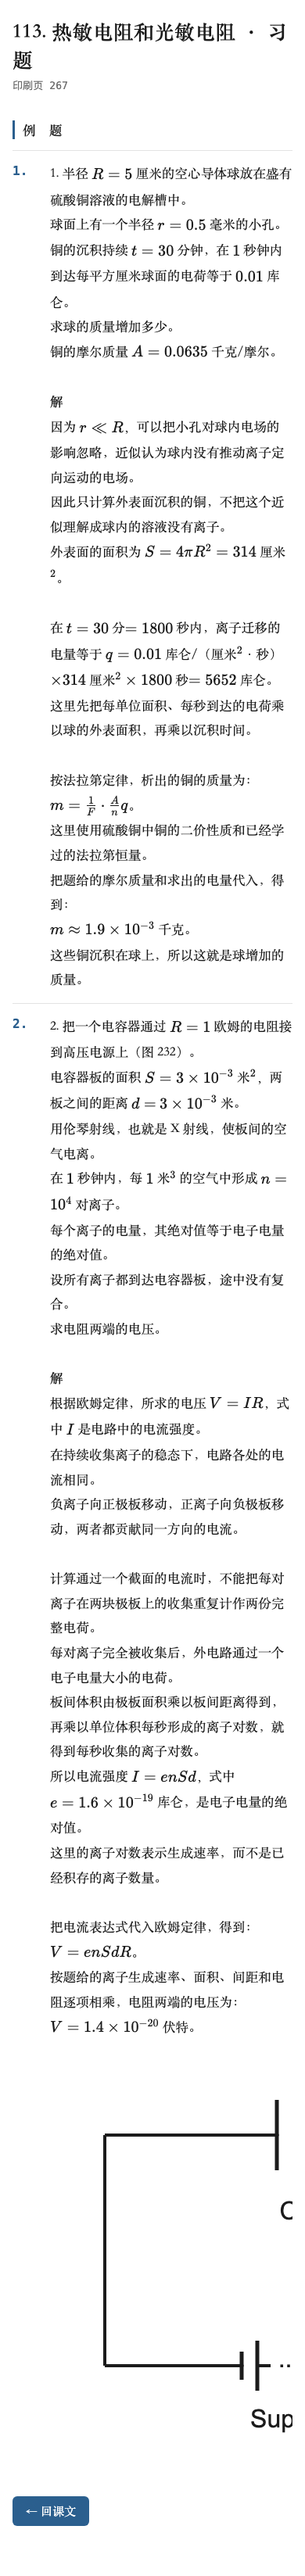 113. 热敏电阻和光敏电阻 · 习
题
印刷页 267
例 题
1. 1. 半径 R = 5 厘米的空心导体球放在盛有
硫酸铜溶液的电解槽中。
球面上有一个半径 r = 0.5 毫米的小孔。
铜的沉积持续 t = 30 分钟，在 1 秒钟内
到达每平方厘米球面的电荷等于 0.01 库
仑。
求球的质量增加多少。
铜的摩尔质量 A = 0.0635 千克/摩尔。
解
因为 r ≪ R，可以把小孔对球内电场的
影响忽略，近似认为球内没有推动离子定
向运动的电场。
因此只计算外表面沉积的铜，不把这个近
似理解成球内的溶液没有离子。
外表面的面积为 S = 4πR² = 314 厘米
²。
在 t = 30 分= 1800 秒内，离子迁移的
电量等于 q = 0.01 库仑/（厘米² · 秒）
×314 厘米² × 1800 秒= 5652 库仑。
这里先把每单位面积、每秒到达的电荷乘
以球的外表面积，再乘以沉积时间。
按法拉第定律，析出的铜的质量为：
m = 1/F · A/n q。
这里使用硫酸铜中铜的二价性质和已经学
过的法拉第恒量。
把题给的摩尔质量和求出的电量代入，得
到：
m ≈ 1.9 × 10⁻³ 千克。
这些铜沉积在球上，所以这就是球增加的
质量。
2. 2. 把一个电容器通过 R = 1 欧姆的电阻接
到高压电源上（图 232）。
电容器板的面积 S = 3 × 10⁻³ 米²，两
板之间的距离 d = 3 × 10⁻³ 米。
用伦琴射线，也就是 X 射线，使板间的空
气电离。
在 1 秒钟内，每 1 米³ 的空气中形成 n =
10⁴ 对离子。
每个离子的电量，其绝对值等于电子电量
的绝对值。
设所有离子都到达电容器板，途中没有复
合。
求电阻两端的电压。
解
根据欧姆定律，所求的电压 V = IR，式
中 I 是电路中的电流强度。
在持续收集离子的稳态下，电路各处的电
流相同。
负离子向正极板移动，正离子向负极板移
动，两者都贡献同一方向的电流。
计算通过一个截面的电流时，不能把每对
离子在两块极板上的收集重复计作两份完
整电荷。
每对离子完全被收集后，外电路通过一个
电子电量大小的电荷。
板间体积由极板面积乘以板间距离得到，
再乘以单位体积每秒形成的离子对数，就
得到每秒收集的离子对数。
所以电流强度 I = enSd，式中
e = 1.6 × 10⁻¹⁹ 库仑，是电子电量的绝
对值。
这里的离子对数表示生成速率，而不是已
经积存的离子数量。
把电流表达式代入欧姆定律，得到：
V = enSdR。
按题给的离子生成速率、面积、间距和电
阻逐项相乘，电阻两端的电压为：
V = 1.4 × 10⁻²⁰ 伏特。
Sup
← 回课文